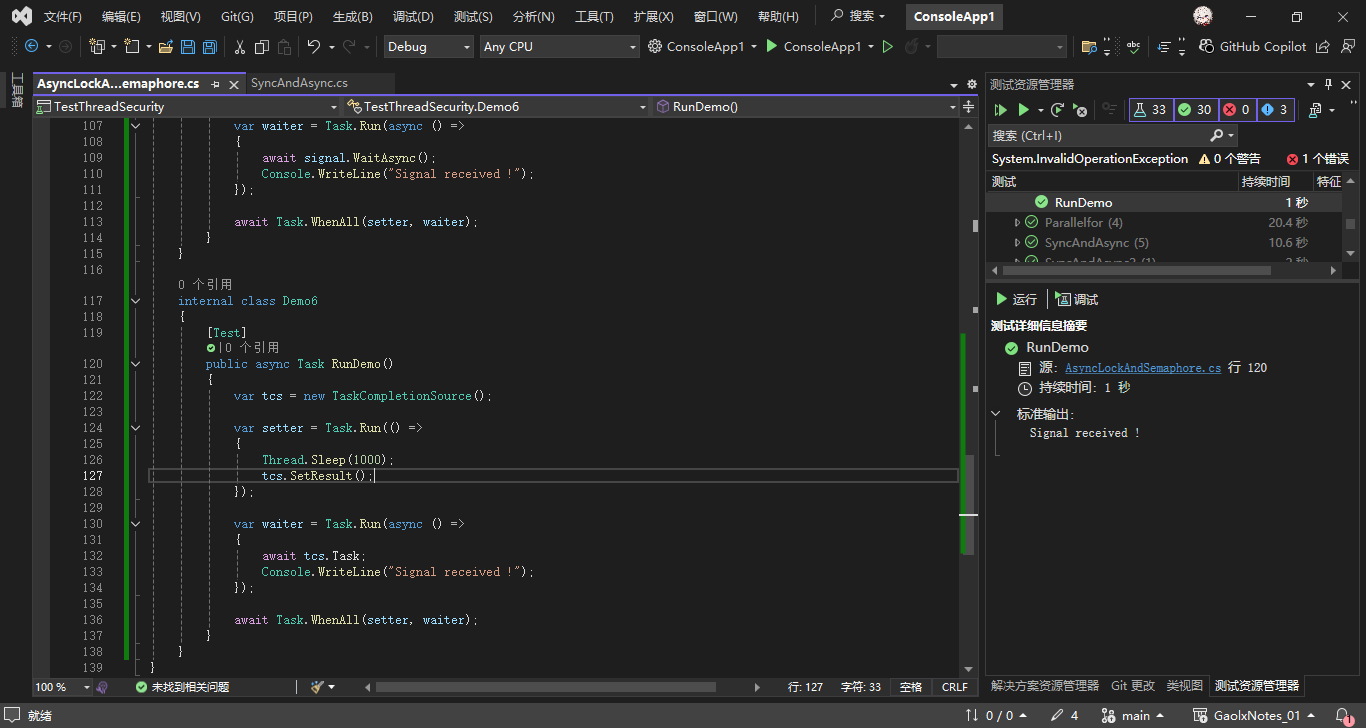 文件(F) 编辑(E) 视图(V) Git(G) 项目(P) 生成(B) 调试(D) 测试(S) 分析(N) 工具(T) 扩展(X) 窗口(W) 帮助(H) 搜索 ConsoleApp1
Debug Any CPU ConsoleApp1 ConsoleApp1 GitHub Copilot
工具箱
AsyncLockA...emaphore.cs SyncAndAsync.cs
TestThreadSecurity TestThreadSecurity.Demo6 RunDemo()
107 var waiter = Task.Run(async () =>
108 {
109 await signal.WaitAsync();
110 Console.WriteLine("Signal received !");
111 });
112
113 await Task.WhenAll(setter, waiter);
114 }
115 }
116
0 个引用
117 internal class Demo6
118 {
119 [Test]
0 个引用
120 public async Task RunDemo()
121 {
122 var tcs = new TaskCompletionSource();
123
124 var setter = Task.Run(() =>
125 {
126 Thread.Sleep(1000);
127 tcs.SetResult();
128 });
129
130 var waiter = Task.Run(async () =>
131 {
132 await tcs.Task;
133 Console.WriteLine("Signal received !");
134 });
135
136 await Task.WhenAll(setter, waiter);
137 }
138 }
139 }
100 % 未找到相关问题 行: 127 字符: 33 空格 CRLF
测试资源管理器
33 30 0 3
搜索 (Ctrl+I)
System.InvalidOperationException 0 个警告 1 个错误
测试 持续时间 特征
RunDemo 1 秒
Parallelfor (4) 20.4 秒
SyncAndAsync (5) 10.6 秒
SyncAndAsync2 (1) 2 秒
运行 调试
测试详细信息摘要
RunDemo
源: AsyncLockAndSemaphore.cs 行 120
持续时间: 1 秒
标准输出:
Signal received !
解决方案资源管理器 Git 更改 类视图 测试资源管理器
就绪 0 / 0 4 main GaolxNotes_01 1